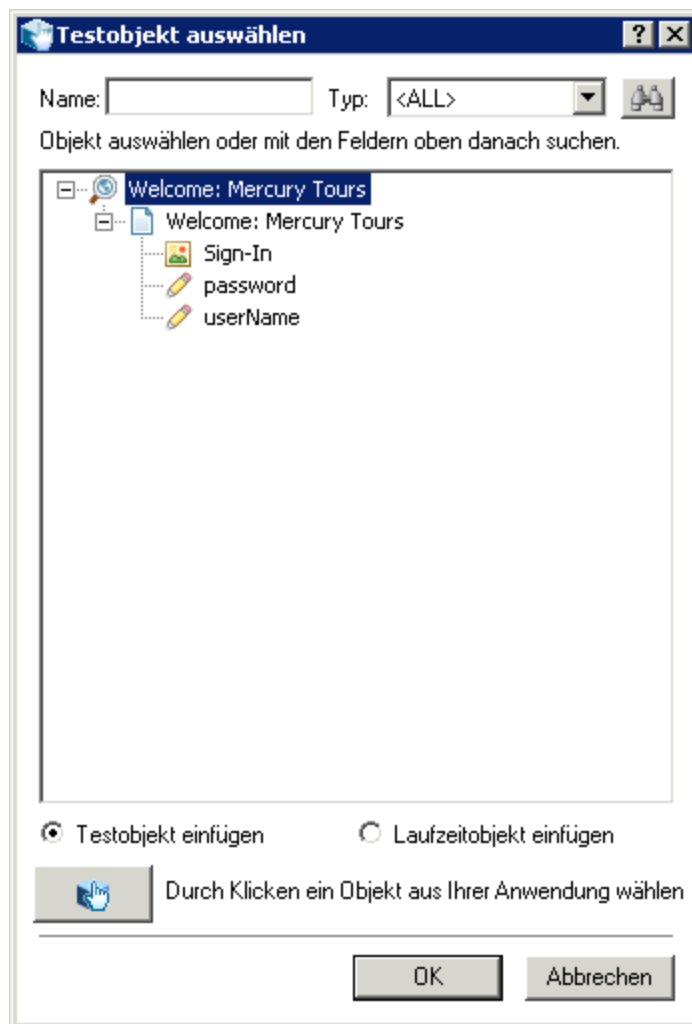 Testobjekt auswählen
Name: Typ: <ALL>
Objekt auswählen oder mit den Feldern oben danach suchen.
Welcome: Mercury Tours
Welcome: Mercury Tours
Sign-In
password
userName
Testobjekt einfügen Laufzeitobjekt einfügen
Durch Klicken ein Objekt aus Ihrer Anwendung wählen
OK Abbrechen